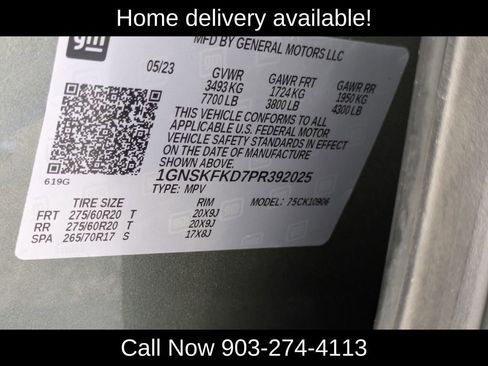 Home delivery available!
gm
MFD BY GENERAL MOTORS LLC
05/23 GVWR GAWR FRT GAWR RR
3493 KG 1724 KG 1950 KG
7700 LB 3800 LB 4300 LB
THIS VEHICLE CONFORMS TO ALL
APPLICABLE U.S. FEDERAL MOTOR
VEHICLE SAFETY STANDARDS IN EFFECT
ON THE DATE OF MANUFACTURE
SHOWN ABOVE.
619G
1GNSKFKD7PR392025
TYPE: MPV MODEL: 75CK10906
TIRE SIZE RIM
FRT 275/60R20 T 20X9J
RR 275/60R20 T 20X9J
SPA 265/70R17 S 17X8J
Call Now 903-274-4113